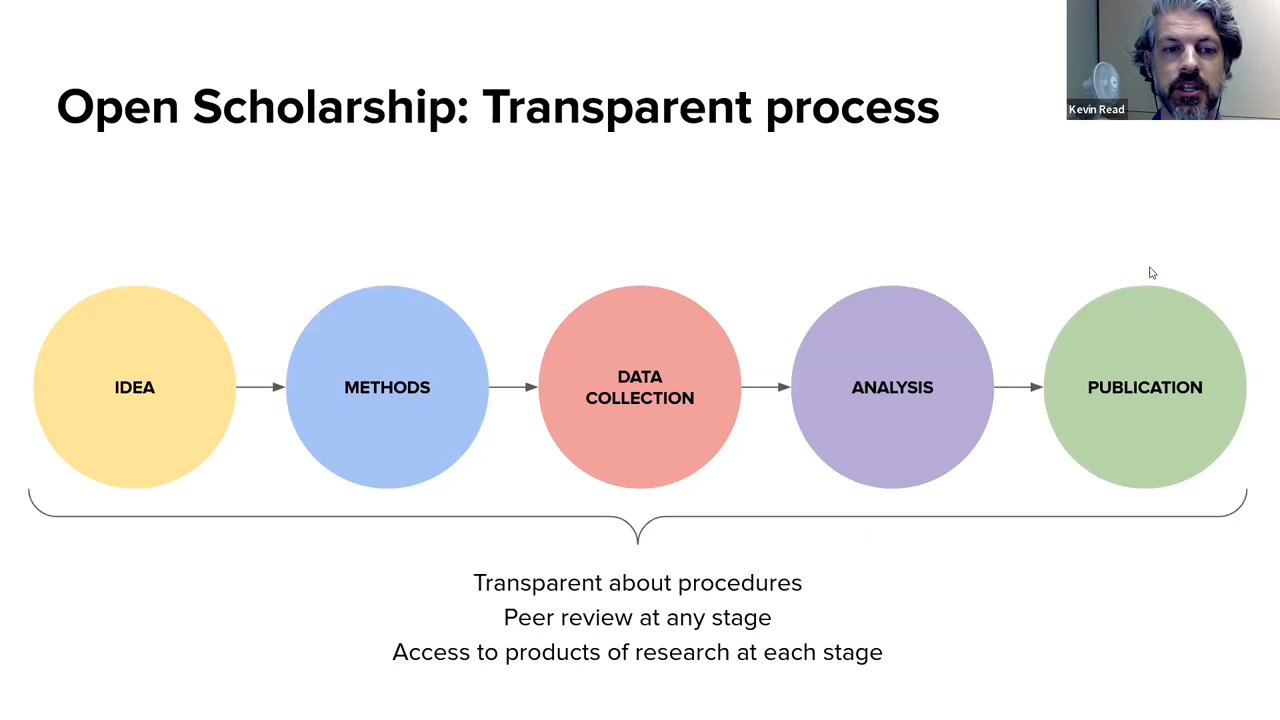 Open Scholarship: Transparent process
Kevin Read
IDEA
METHODS
DATA
COLLECTION
ANALYSIS
PUBLICATION
Transparent about procedures
Peer review at any stage
Access to products of research at each stage